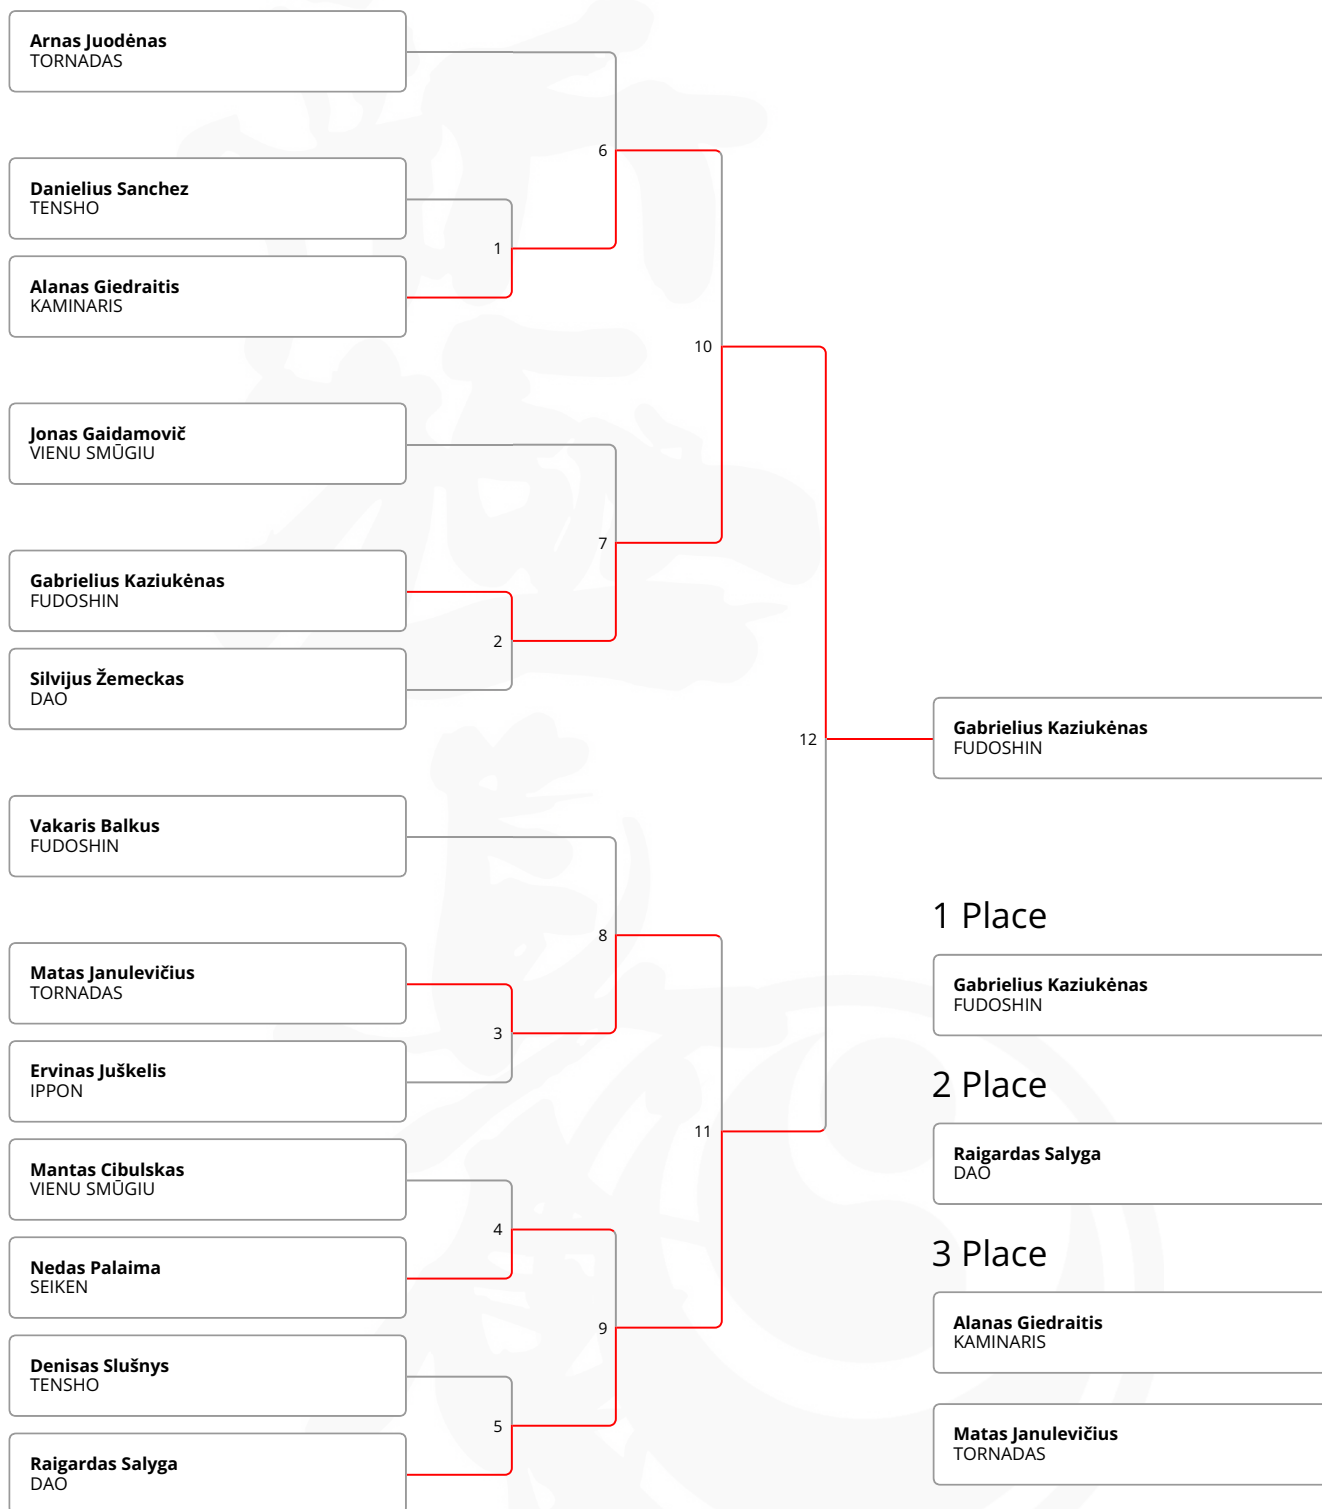 Arnas Juodėnas
TORNADAS
6
Danielius Sanchez
TENSHO
1
Alanas Giedraitis
KAMINARIS
10
Jonas Gaidamovič
VIENU SMŪGIU
7
Gabrielius Kaziukėnas
FUDOSHIN
2
Silvijus Žemeckas
DAO
12
Gabrielius Kaziukėnas
FUDOSHIN
Vakaris Balkus
FUDOSHIN
8
Matas Janulevičius
TORNADAS
3
Ervinas Juškelis
IPPON
11
Mantas Cibulskas
VIENU SMŪGIU
4
Nedas Palaima
SEIKEN
9
Denisas Slušnys
TENSHO
5
Raigardas Salyga
DAO
1 Place
Gabrielius Kaziukėnas
FUDOSHIN
2 Place
Raigardas Salyga
DAO
3 Place
Alanas Giedraitis
KAMINARIS
Matas Janulevičius
TORNADAS